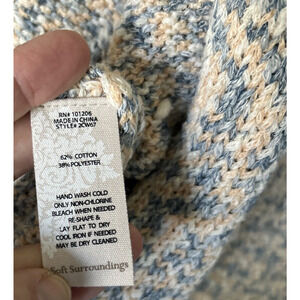 RN# 101206
MADE IN CHINA
STYLE# 2CW67
62% COTTON
38% POLYESTER
HAND WASH COLD
ONLY NON-CHLORINE
BLEACH WHEN NEEDED
RE-SHAPE &
LAY FLAT TO DRY
COOL IRON IF NEEDED
MAY BE DRY CLEANED
Soft Surroundings